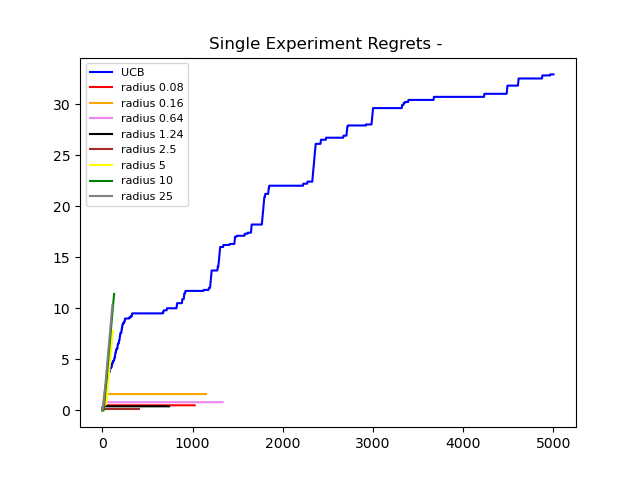 Single Experiment Regrets -
UCB
radius 0.08
radius 0.16
radius 0.64
radius 1.24
radius 2.5
radius 5
radius 10
radius 25
30
25
20
15
10
5
0
0 1000 2000 3000 4000 5000